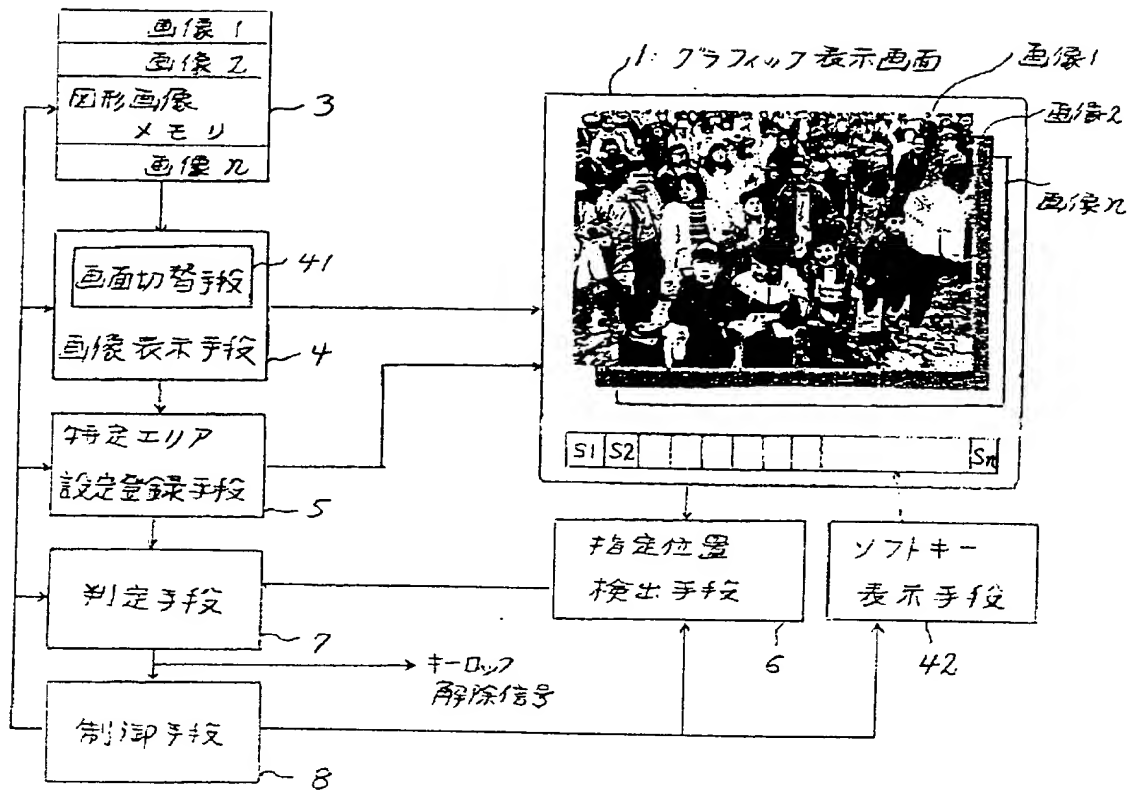 画像1
画像2
図形画像
メモリ
画像n
3
画面切替手段
41
画像表示手段
4
特定エリア
設定登録手段
5
判定手段
7
キーロック
解除信号
制御手段
8
1:グラフィック表示画面
画像1
画像2
画像n
S1 S2 Sn
指定位置
検出手段
6
ソフトキー
表示手段
42